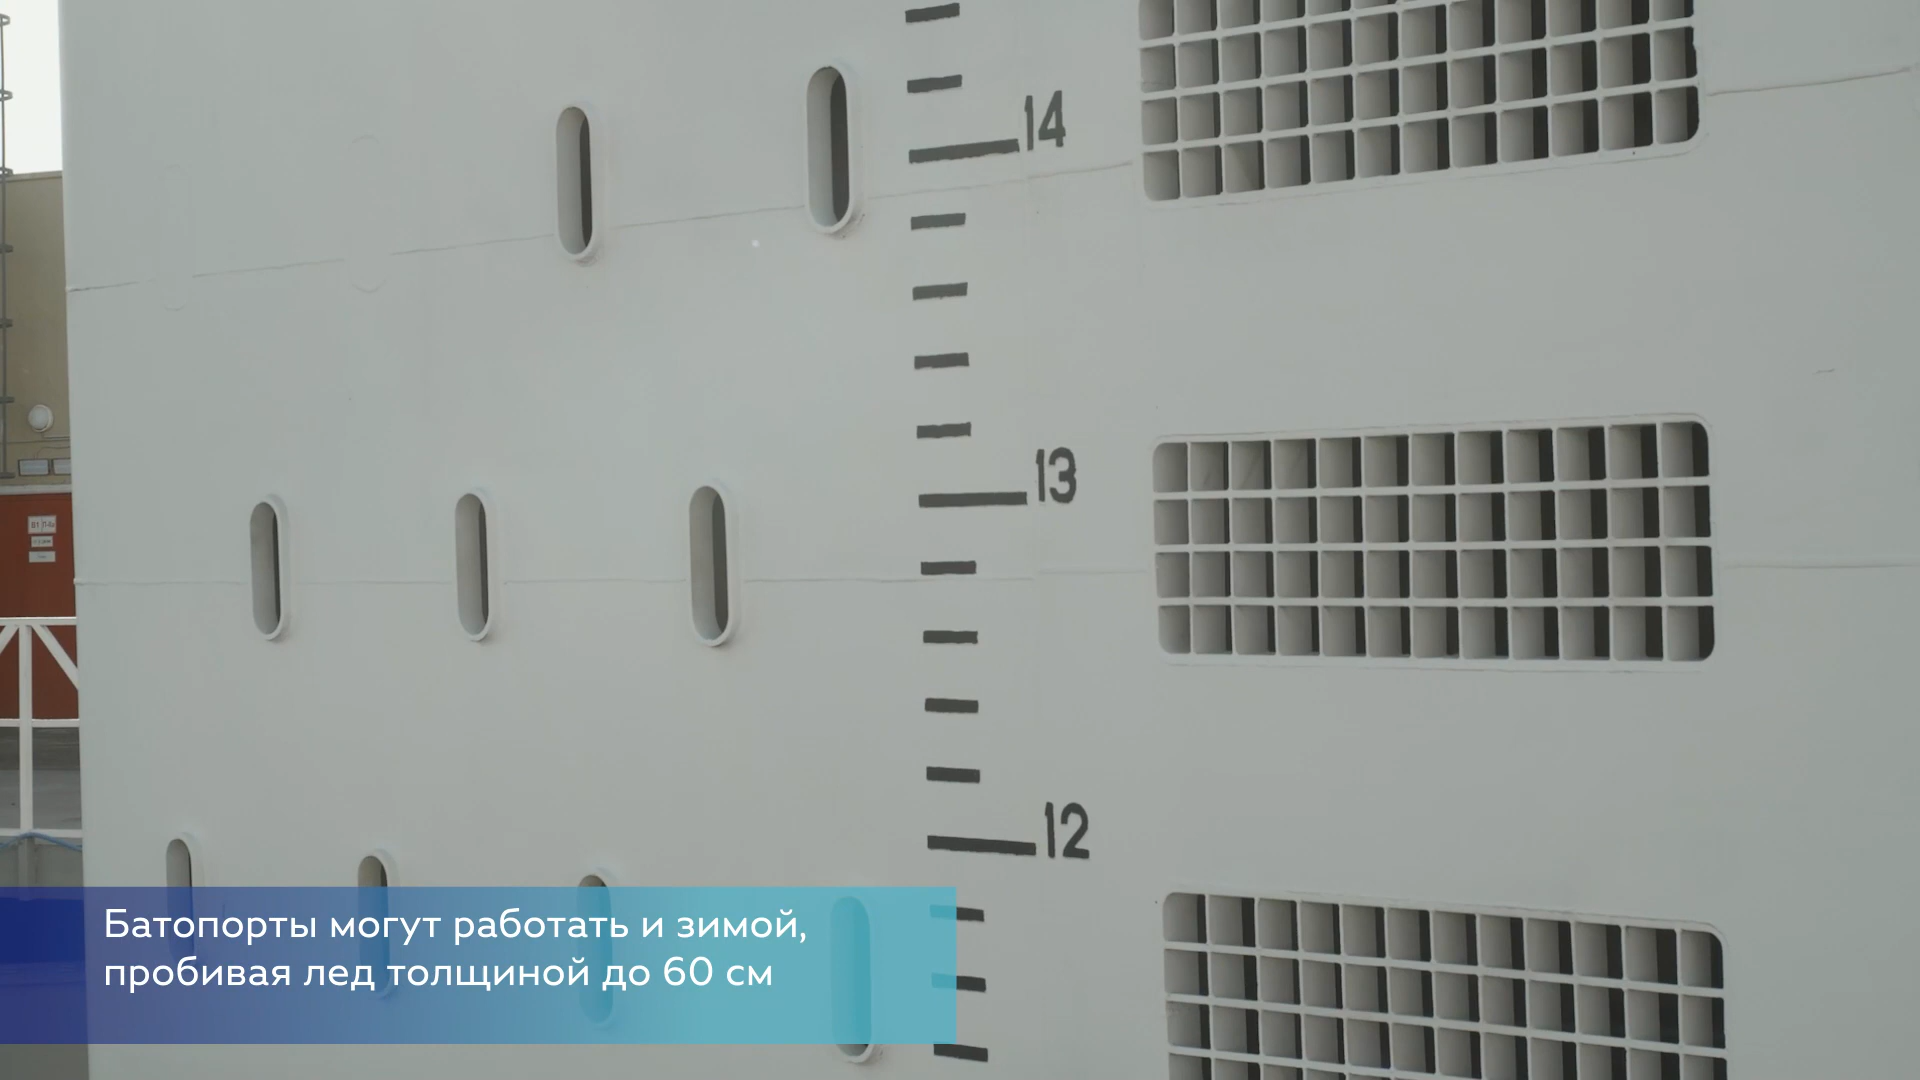 14
13
12
Батопорты могут работать и зимой,
пробивая лед толщиной до 60 см